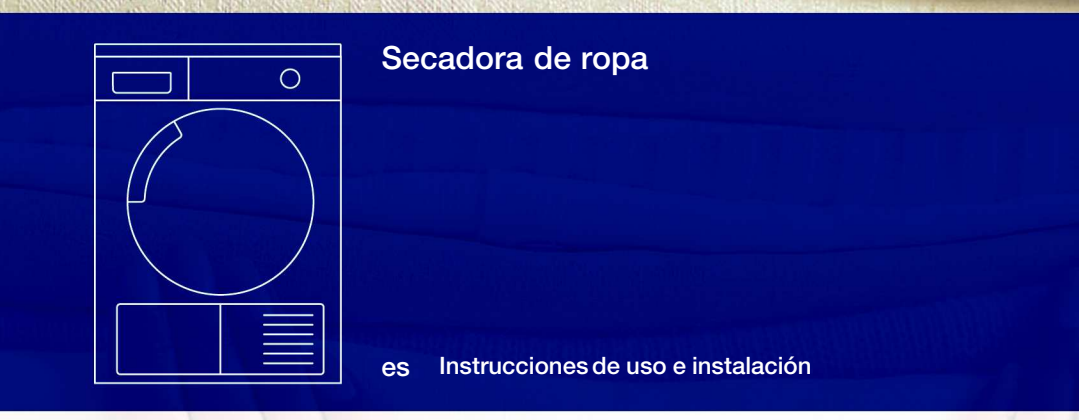 Secadora de ropa
es Instrucciones de uso e instalación